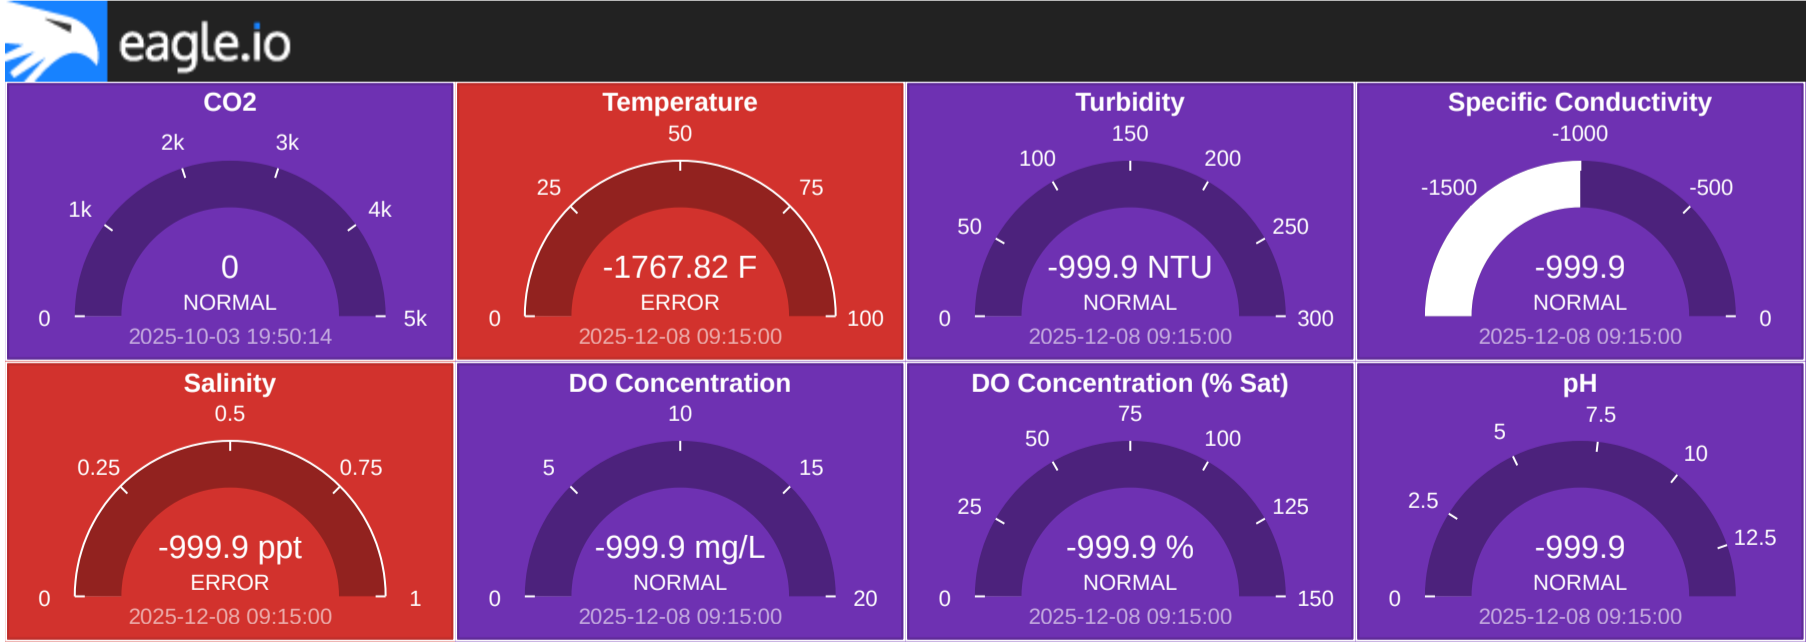 eagle.io
CO2
2k
3k
1k
4k
0
NORMAL
0
5k
2025-10-03 19:50:14
Temperature
50
25
75
-1767.82 F
ERROR
0
100
2025-12-08 09:15:00
Turbidity
150
100
200
50
250
-999.9 NTU
NORMAL
0
300
2025-12-08 09:15:00
Specific Conductivity
-1000
-1500
-500
-999.9
NORMAL
0
2025-12-08 09:15:00
Salinity
0.5
0.25
0.75
-999.9 ppt
ERROR
0
1
2025-12-08 09:15:00
DO Concentration
10
5
15
-999.9 mg/L
NORMAL
0
20
2025-12-08 09:15:00
DO Concentration (% Sat)
75
50
100
25
125
-999.9 %
NORMAL
0
150
2025-12-08 09:15:00
pH
7.5
5
10
2.5
12.5
-999.9
NORMAL
0
2025-12-08 09:15:00